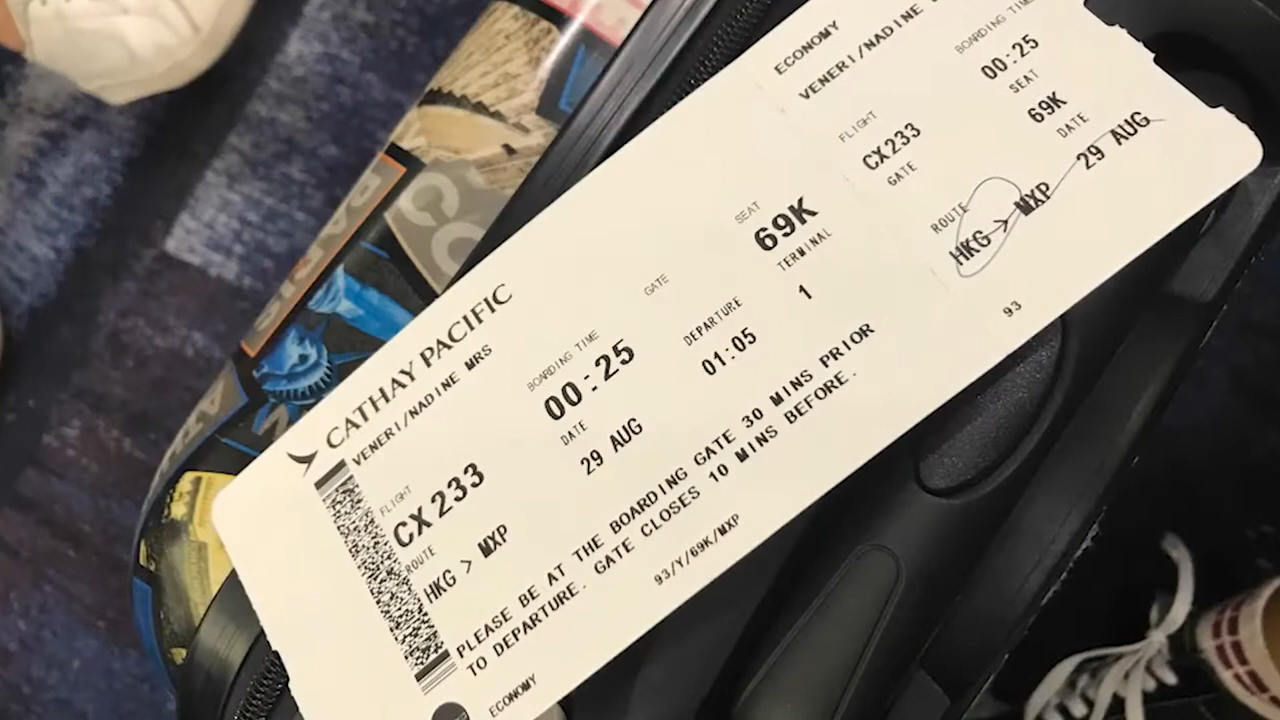 CATHAY PACIFIC
VENERI/NADINE MRS
FLIGHT
CX 233
BOARDING TIME
00:25
GATE
SEAT
69K
ROUTE
HKG > MXP
DATE
29 AUG
DEPARTURE
01:05
TERMINAL
1
PLEASE BE AT THE BOARDING GATE 30 MINS PRIOR
TO DEPARTURE. GATE CLOSES 10 MINS BEFORE.
ECONOMY
93/Y/69K/MXP
ECONOMY
VENERI/NADINE
FLIGHT
CX233
GATE
BOARDING TIME
00:25
SEAT
69K
ROUTE
HKG > MXP
DATE
29 AUG
93
PARIS